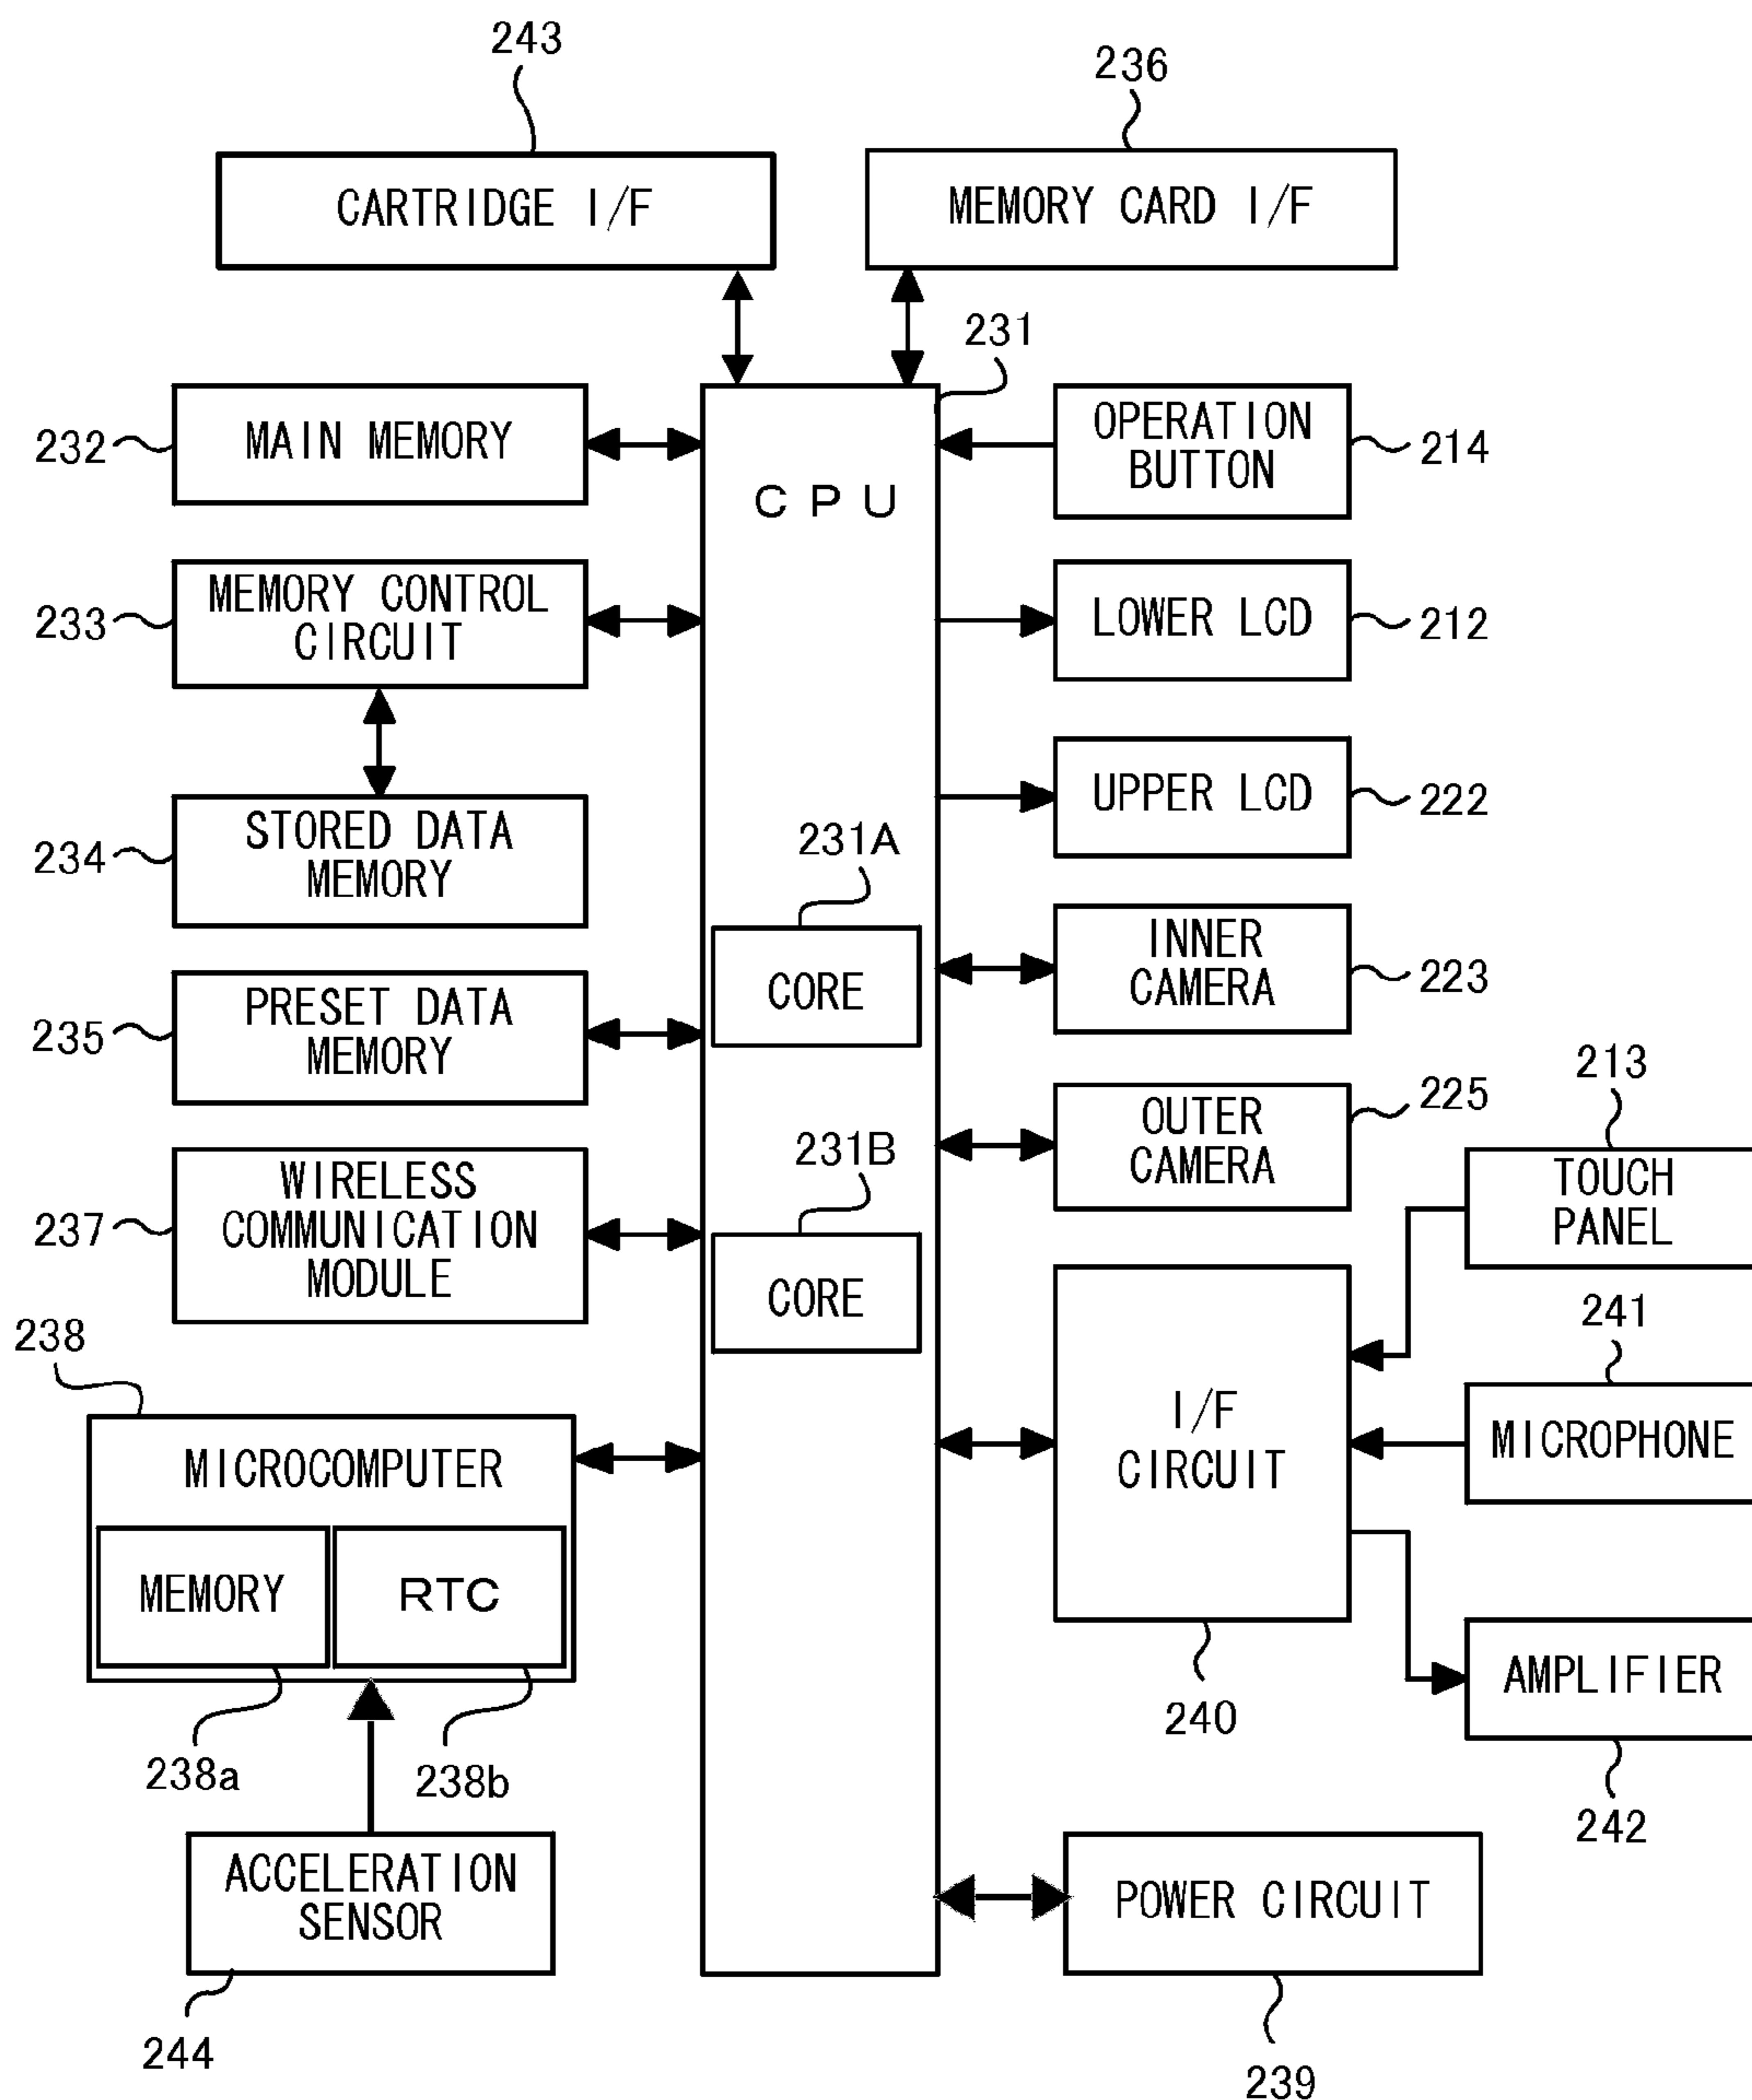 243
236
CARTRIDGE I/F
MEMORY CARD I/F
231
232
MAIN MEMORY
CPU
OPERATION
BUTTON
214
233
MEMORY CONTROL
CIRCUIT
LOWER LCD
212
234
STORED DATA
MEMORY
UPPER LCD
222
231A
CORE
INNER
CAMERA
223
235
PRESET DATA
MEMORY
213
225
OUTER
CAMERA
231B
TOUCH
PANEL
237
WIRELESS
COMMUNICATION
MODULE
CORE
241
238
I/F
CIRCUIT
MICROPHONE
MICROCOMPUTER
MEMORY
RTC
AMPLIFIER
240
238a
238b
242
ACCELERATION
SENSOR
POWER CIRCUIT
244
239